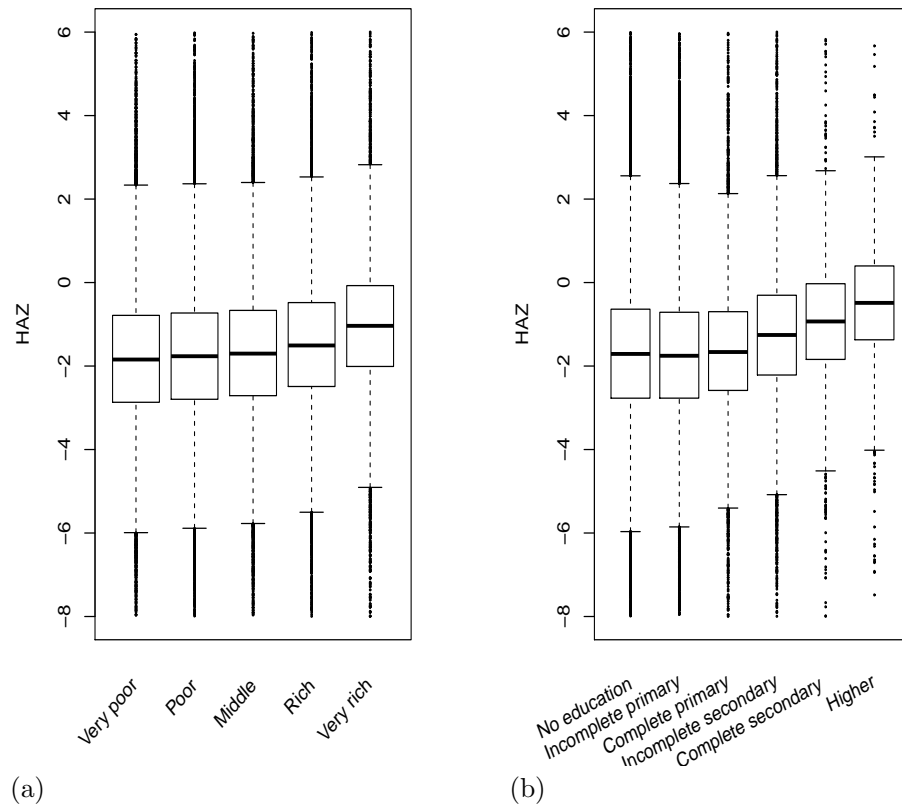 HAZ
6
4
2
0
−2
−4
−6
−8
Very poor
Poor
Middle
Rich
Very rich
(a)
HAZ
6
4
2
0
−2
−4
−6
−8
No education
Incomplete primary
Complete primary
Incomplete secondary
Complete secondary
Higher
(b)